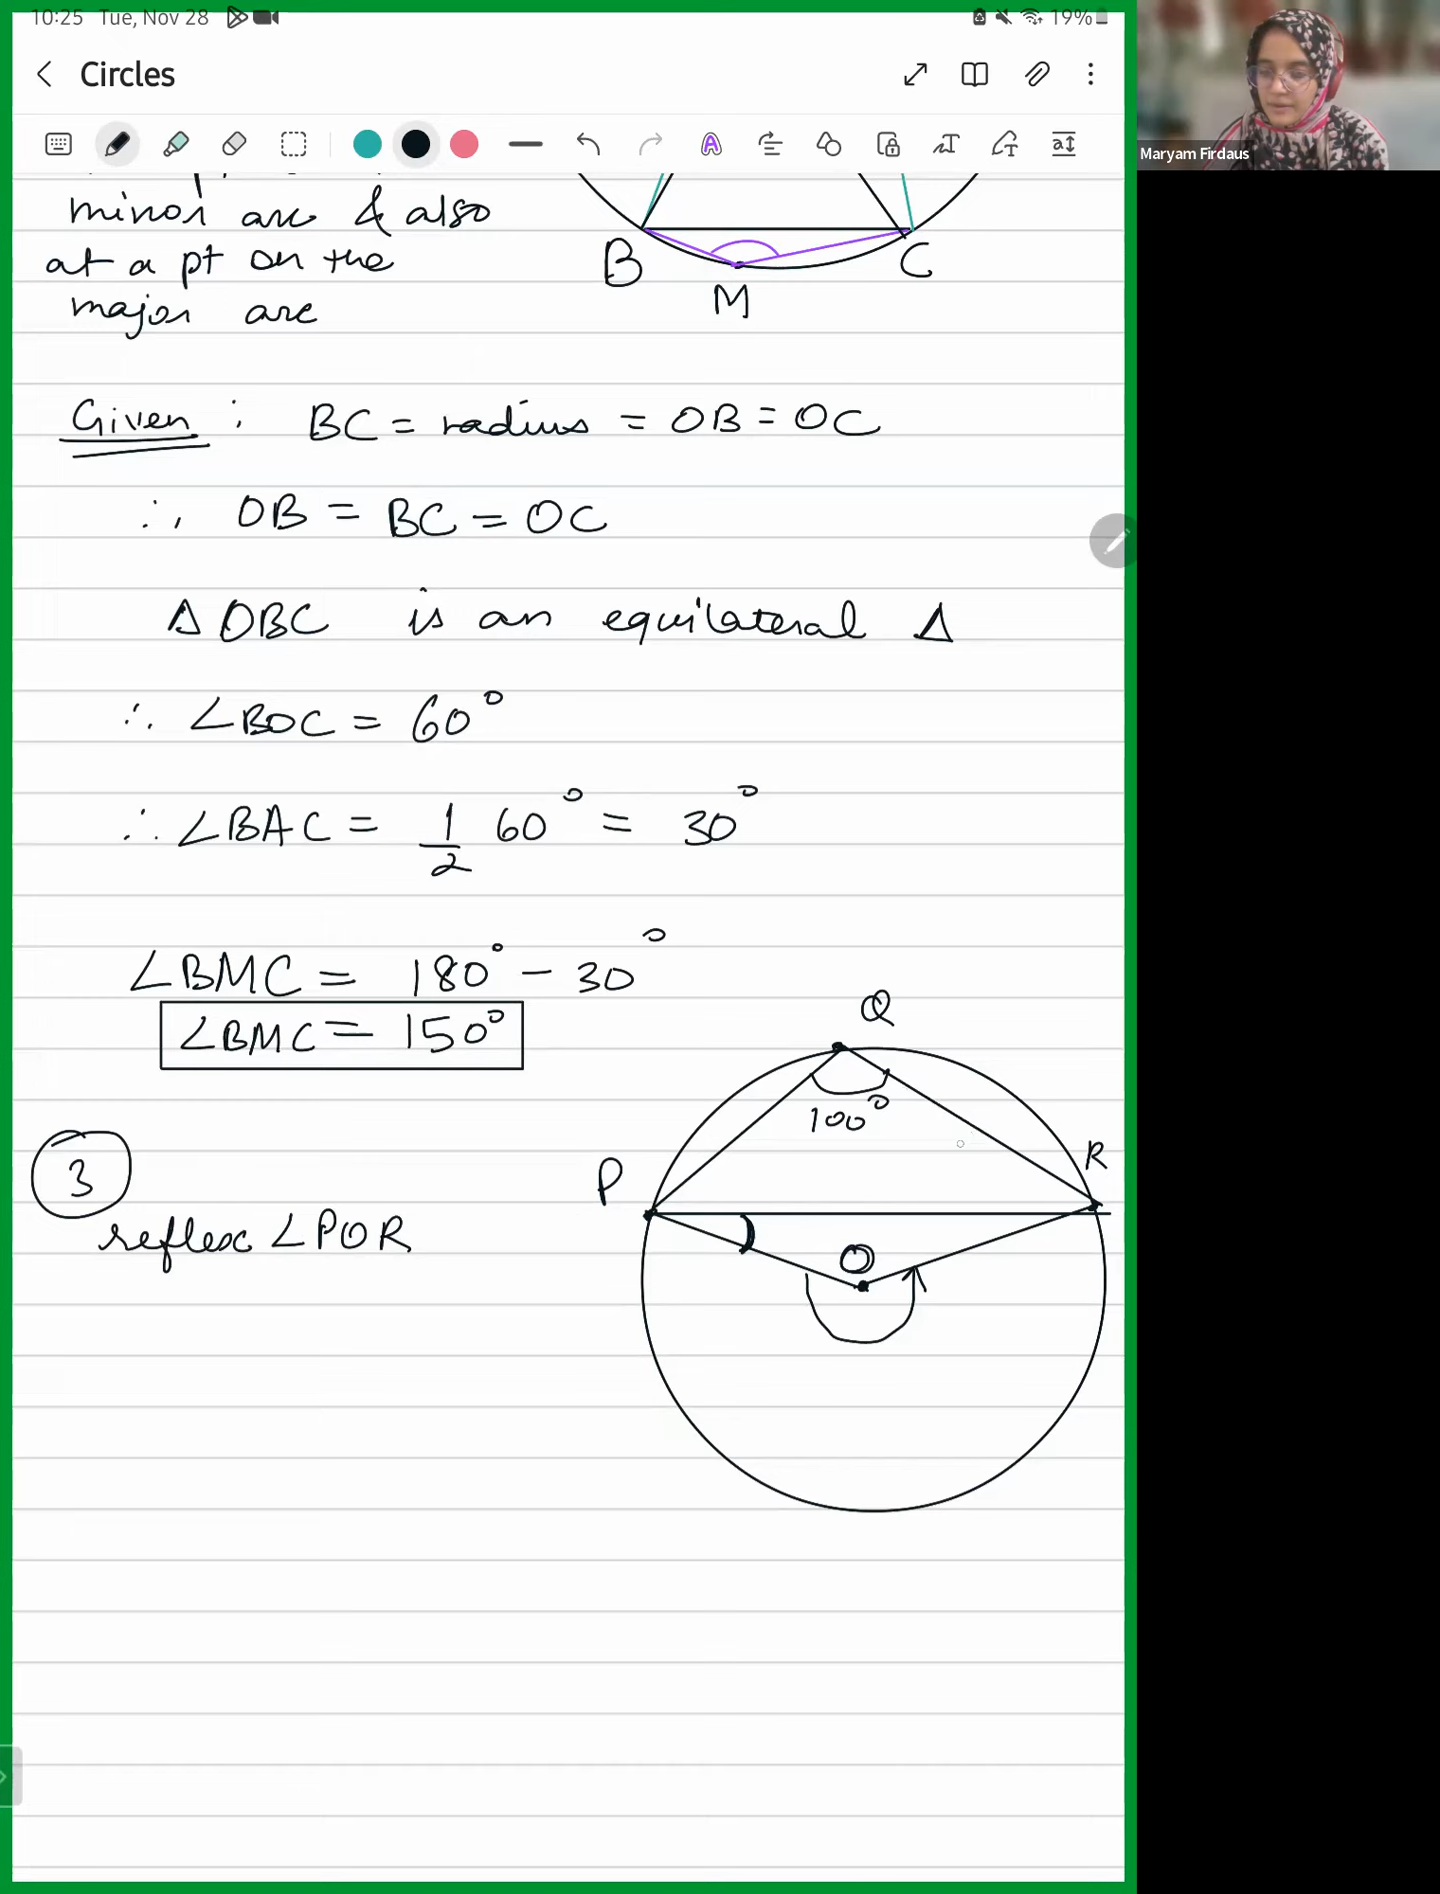 10:25 Tue, Nov 28
19%
Circles
Maryam Firdaus
minor arc & also
at a pt on the
major arc
B
C
M
Given : BC = radius = OB = OC
∴ OB = BC = OC
Δ OBC is an equilateral Δ
∴ ∠BOC = 60°
∴ ∠BAC = 1/2 60° = 30°
∠BMC = 180° - 30°
∠BMC = 150°
Q
100°
P
R
O
3
reflex ∠POR